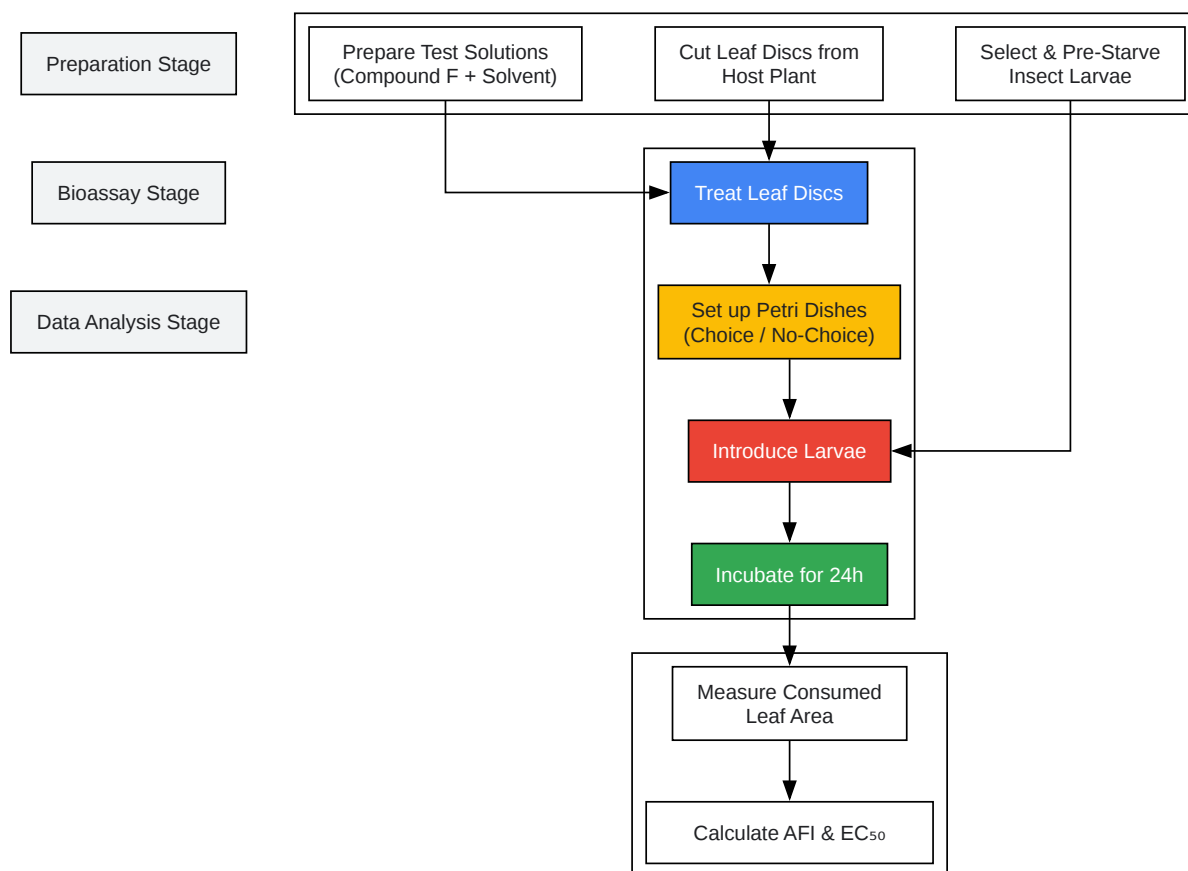 Preparation Stage
Prepare Test Solutions
(Compound F + Solvent)
Cut Leaf Discs from
Host Plant
Select & Pre-Starve
Insect Larvae
Bioassay Stage
Treat Leaf Discs
Data Analysis Stage
Set up Petri Dishes
(Choice / No-Choice)
Introduce Larvae
Incubate for 24h
Measure Consumed
Leaf Area
Calculate AFI & EC₅₀